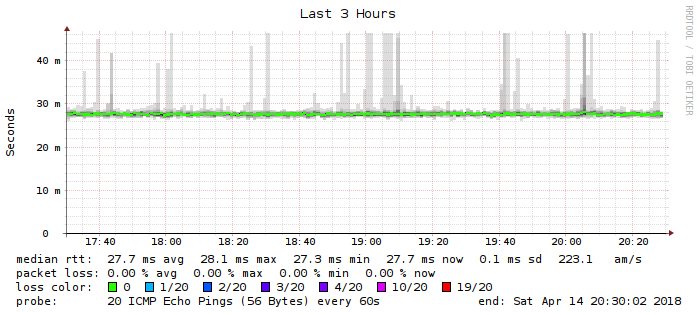 Last 3 Hours
RRDTOOL / TOBI OETIKER
Seconds
40 m
30 m
20 m
10 m
0
17:40 18:00 18:20 18:40 19:00 19:20 19:40 20:00 20:20
median rtt: 27.7 ms avg 28.1 ms max 27.3 ms min 27.7 ms now 0.1 ms sd 223.1 am/s
packet loss: 0.00 % avg 0.00 % max 0.00 % min 0.00 % now
loss color: 0 1/20 2/20 3/20 4/20 10/20 19/20
probe: 20 ICMP Echo Pings (56 Bytes) every 60s end: Sat Apr 14 20:30:02 2018